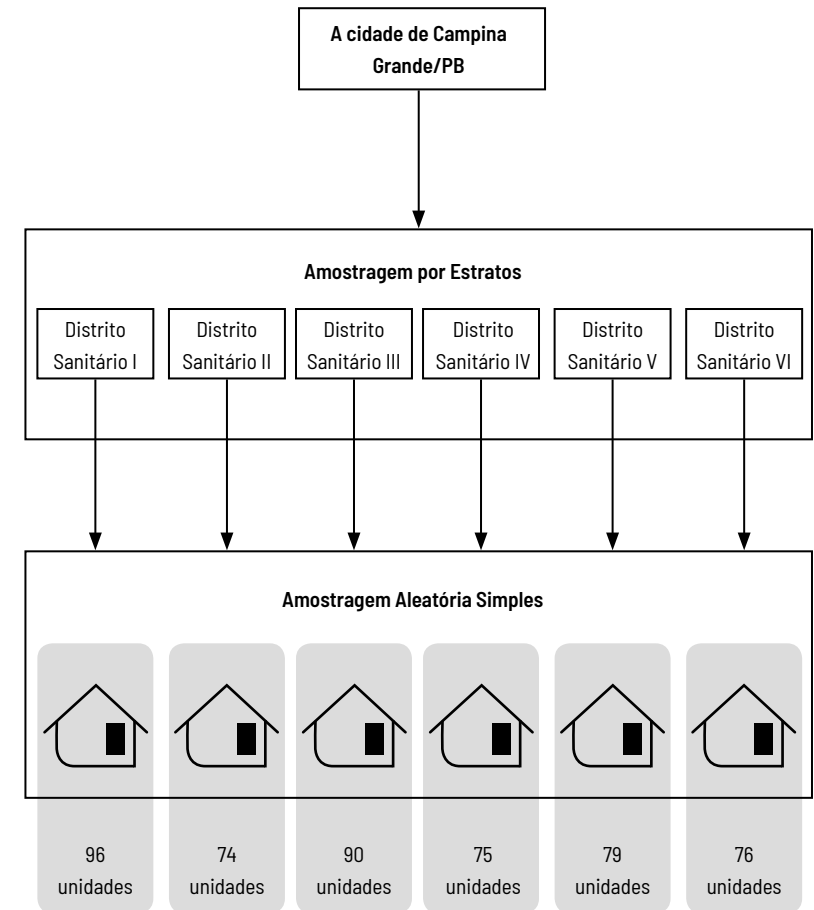 A cidade de Campina
Grande/PB
Amostragem por Estratos
Distrito
Sanitário I
Distrito
Sanitário II
Distrito
Sanitário III
Distrito
Sanitário IV
Distrito
Sanitário V
Distrito
Sanitário VI
Amostragem Aleatória Simples
96
unidades
74
unidades
90
unidades
75
unidades
79
unidades
76
unidades